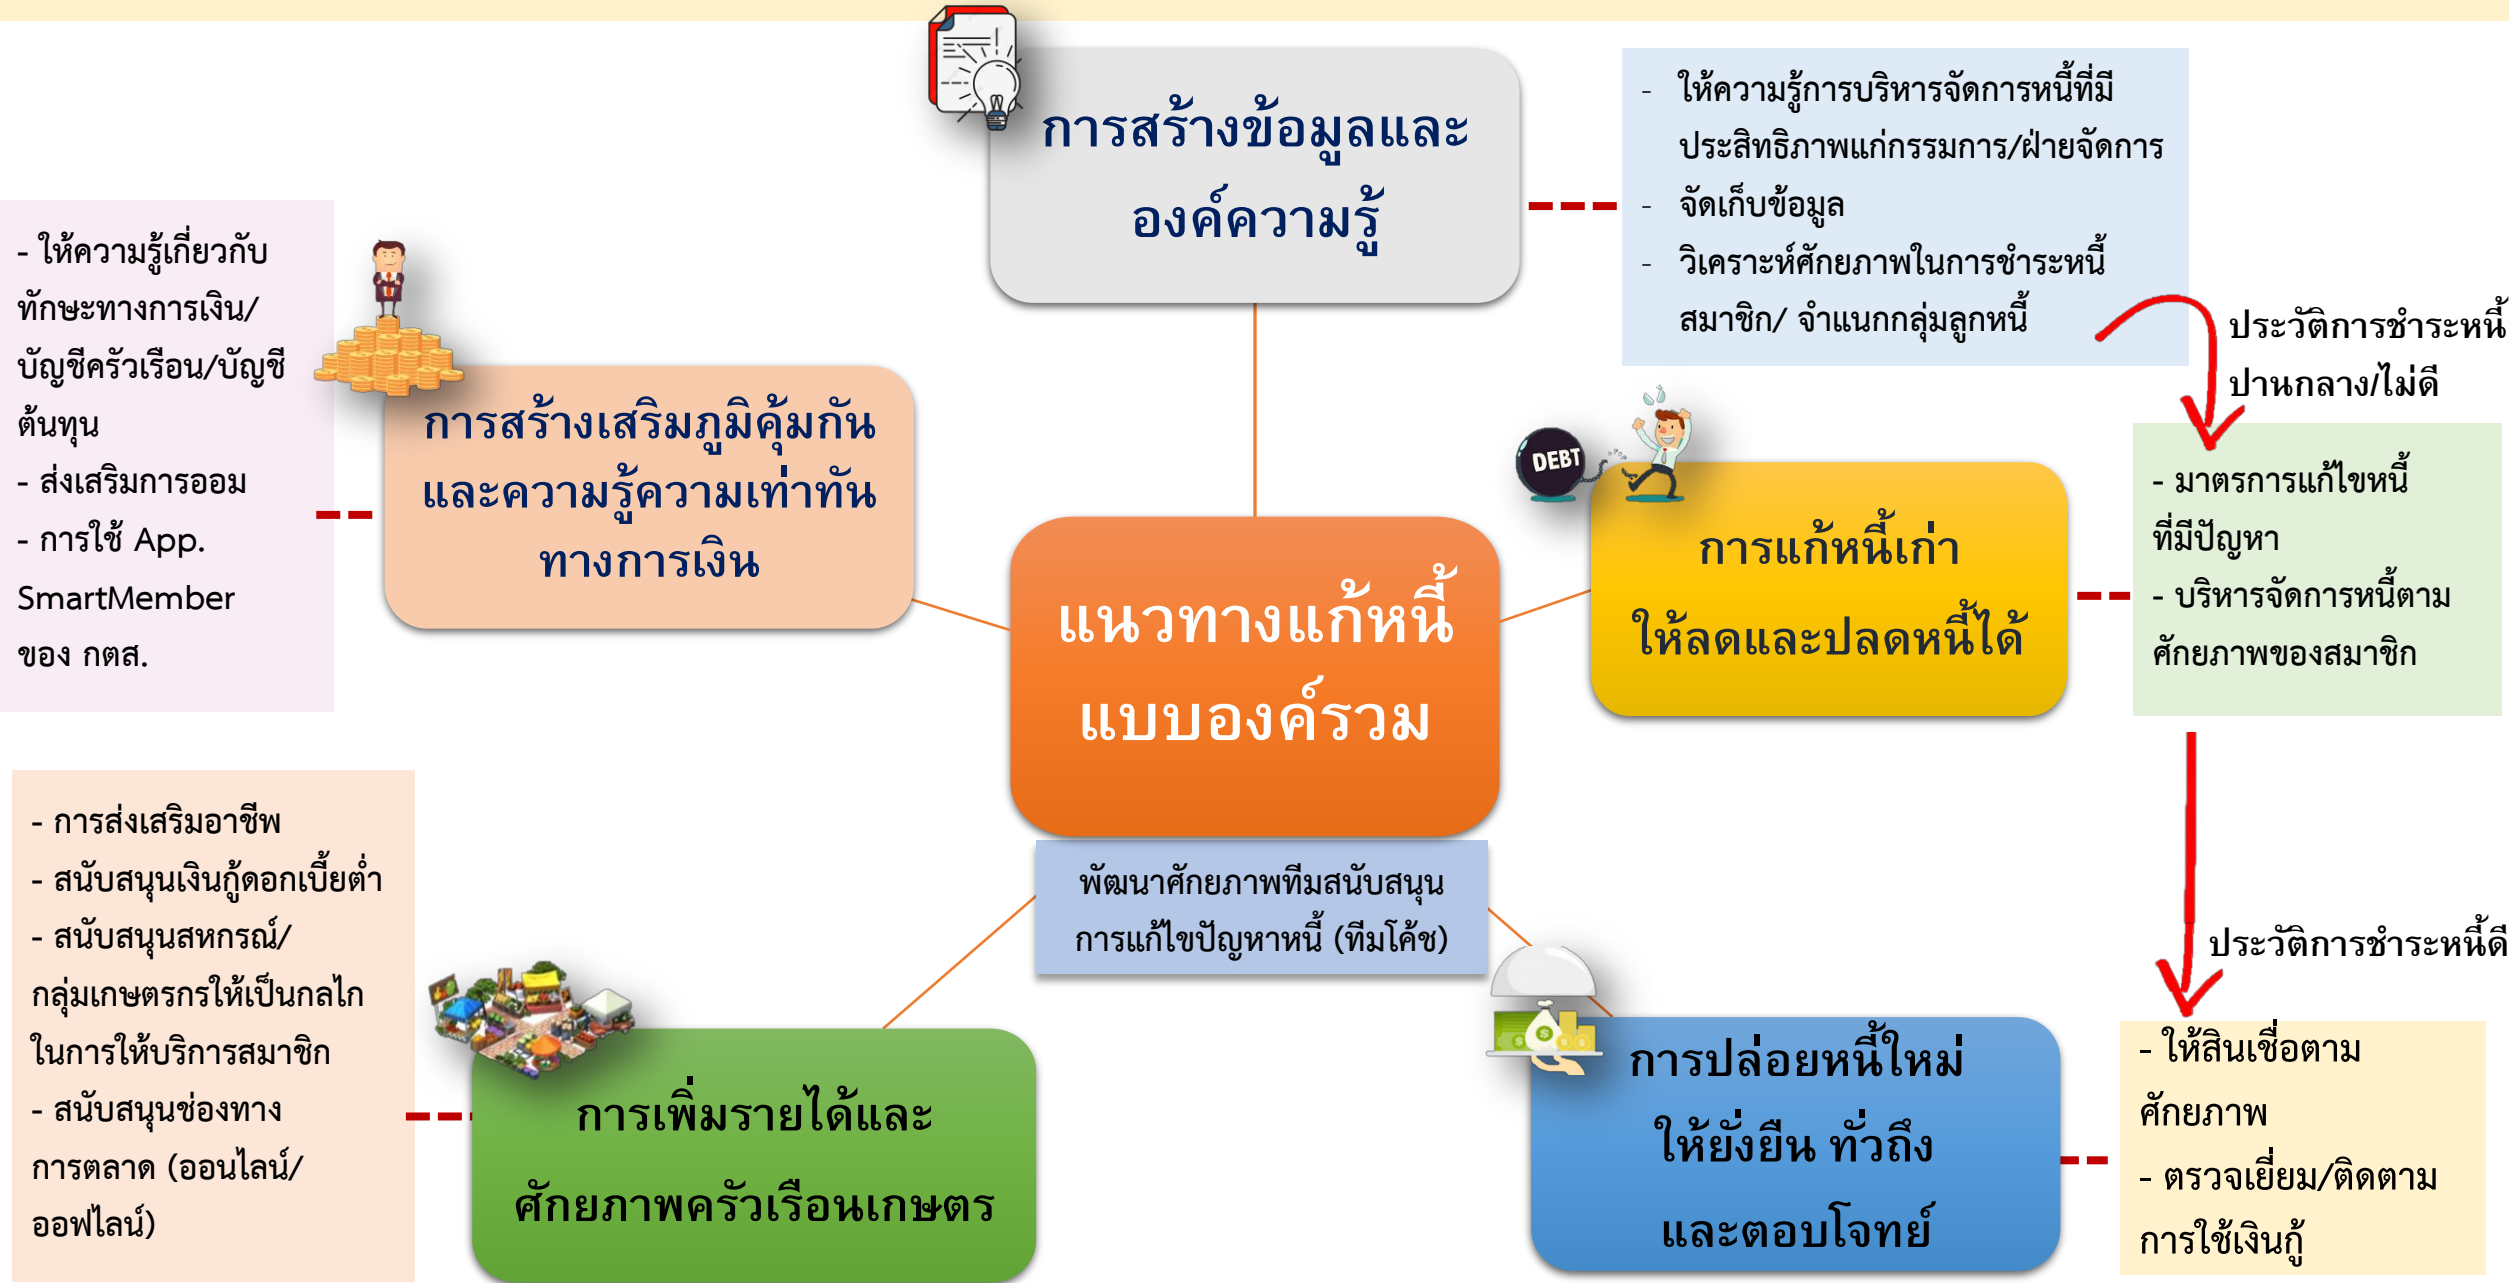 การสร้างข้อมูลและ
องค์ความรู้
- ให้ความรู้การบริหารจัดการหนี้ที่มี
ประสิทธิภาพแก่กรรมการ/ฝ่ายจัดการ
- จัดเก็บข้อมูล
- วิเคราะห์ศักยภาพในการชำระหนี้
สมาชิก/ จำแนกกลุ่มลูกหนี้
ประวัติการชำระหนี้
ปานกลาง/ไม่ดี
- ให้ความรู้เกี่ยวกับ
ทักษะทางการเงิน/
บัญชีครัวเรือน/บัญชี
ต้นทุน
- ส่งเสริมการออม
- การใช้ App.
SmartMember
ของ กตส.
การสร้างเสริมภูมิคุ้มกัน
และความรู้ความเท่าทัน
ทางการเงิน
DEBT
การแก้หนี้เก่า
ให้ลดและปลดหนี้ได้
- มาตรการแก้ไขหนี้
ที่มีปัญหา
- บริหารจัดการหนี้ตาม
ศักยภาพของสมาชิก
แนวทางแก้หนี้
แบบองค์รวม
พัฒนาศักยภาพทีมสนับสนุน
การแก้ไขปัญหาหนี้ (ทีมโค้ช)
- การส่งเสริมอาชีพ
- สนับสนุนเงินกู้ดอกเบี้ยต่ำ
- สนับสนุนสหกรณ์/
กลุ่มเกษตรกรให้เป็นกลไก
ในการให้บริการสมาชิก
- สนับสนุนช่องทาง
การตลาด (ออนไลน์/
ออฟไลน์)
การเพิ่มรายได้และ
ศักยภาพครัวเรือนเกษตร
การปล่อยหนี้ใหม่
ให้ยั่งยืน ทั่วถึง
และตอบโจทย์
ประวัติการชำระหนี้ดี
- ให้สินเชื่อตาม
ศักยภาพ
- ตรวจเยี่ยม/ติดตาม
การใช้เงินกู้